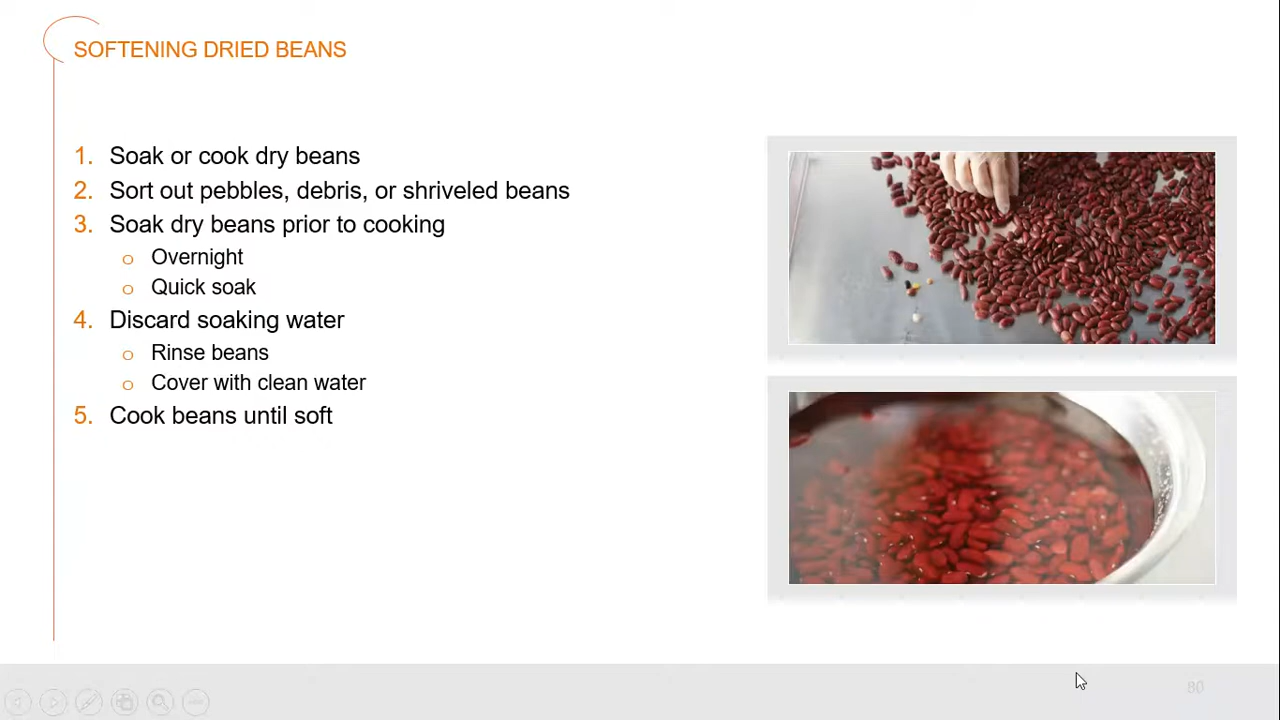 SOFTENING DRIED BEANS
1. Soak or cook dry beans
2. Sort out pebbles, debris, or shriveled beans
3. Soak dry beans prior to cooking
o Overnight
o Quick soak
4. Discard soaking water
o Rinse beans
o Cover with clean water
5. Cook beans until soft
80